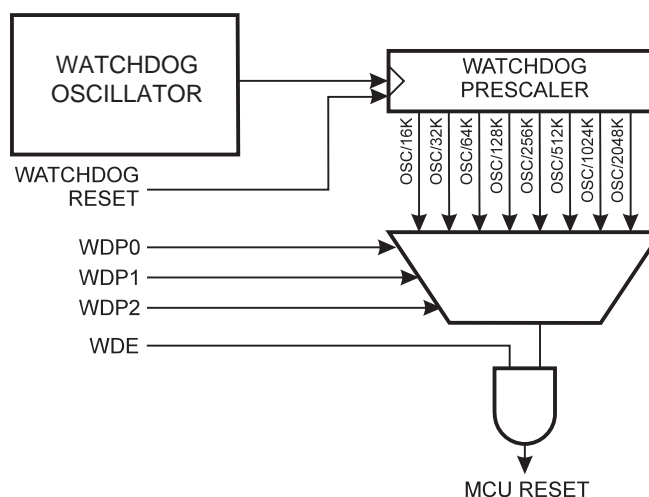 WATCHDOG
OSCILLATOR
WATCHDOG
PRESCALER
WATCHDOG
RESET
OSC/16K
OSC/32K
OSC/64K
OSC/128K
OSC/256K
OSC/512K
OSC/1024K
OSC/2048K
WDP0
WDP1
WDP2
WDE
MCU RESET